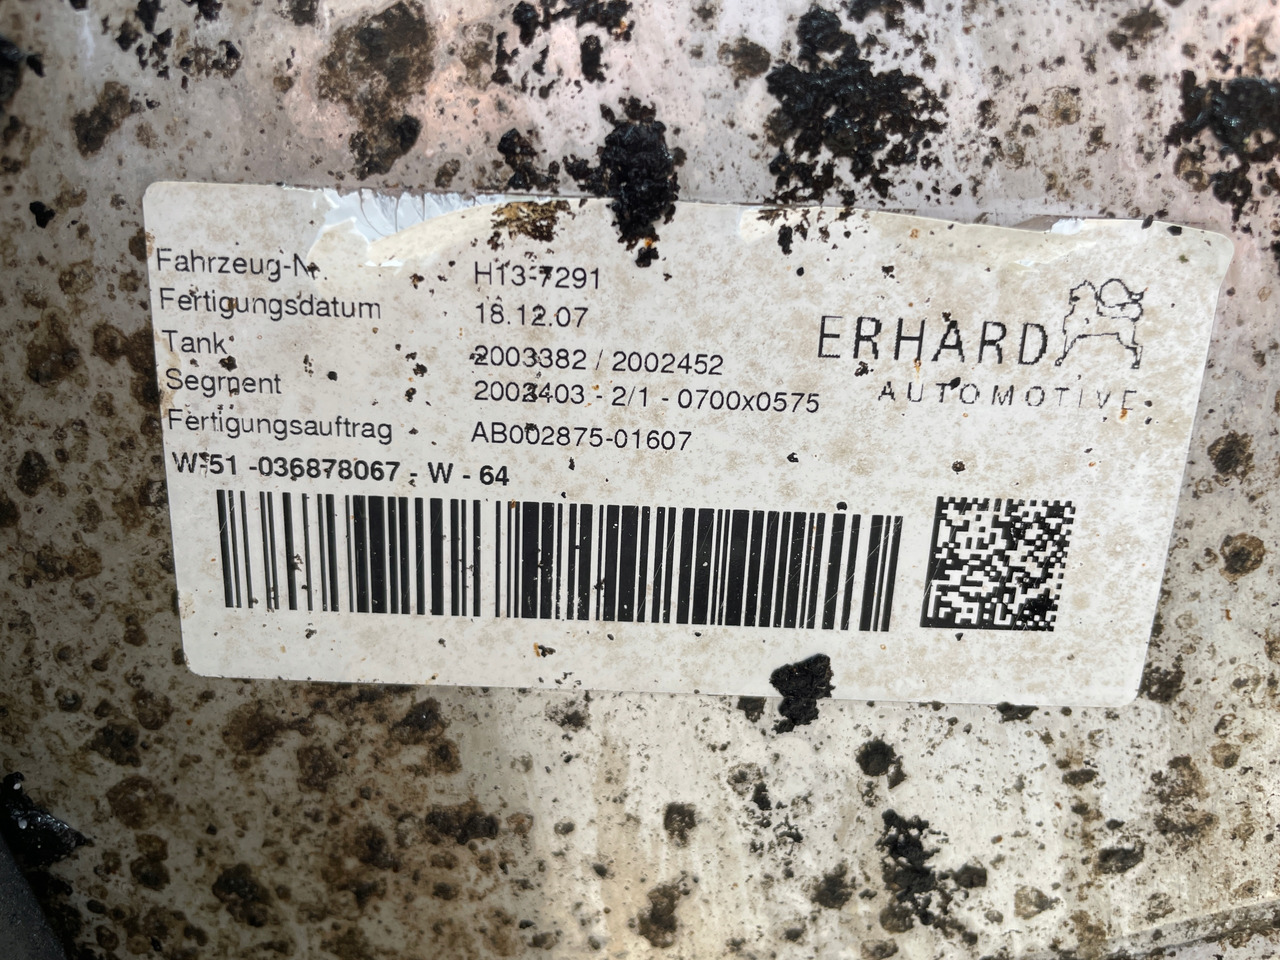 Fahrzeug-Nr. H13-7291
Fertigungsdatum 18.12.07
Tank 2003382 / 2002452
Segment 2003403 - 2/1 - 0700x0575
Fertigungsauftrag AB002875-01607
W-51 -036878067 - W - 64
ERHARD
AUTOMOTIVE